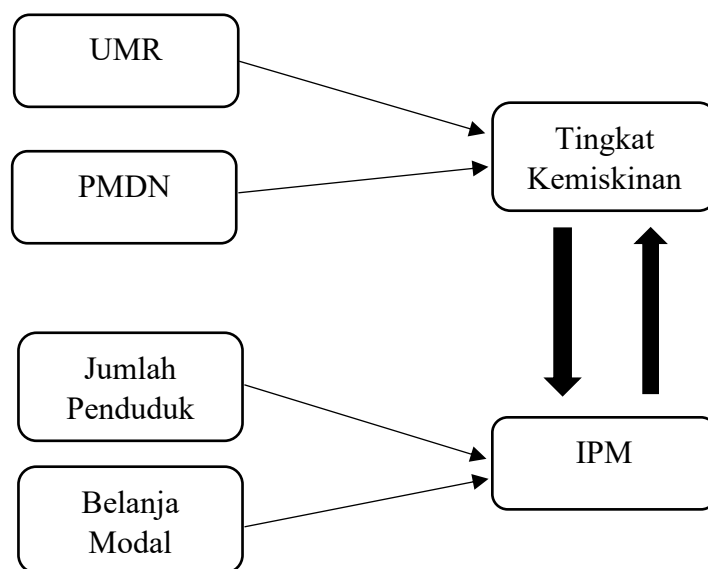 UMR
PMDN
Tingkat
Kemiskinan
Jumlah
Penduduk
Belanja
Modal
IPM